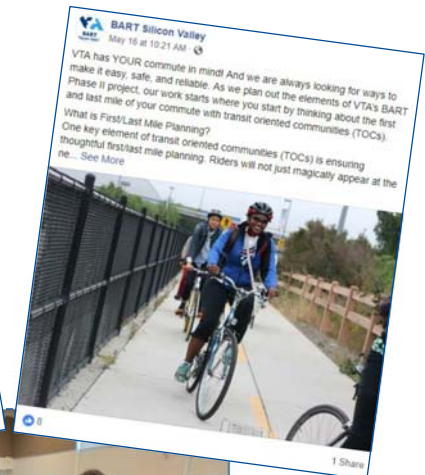 VTA
BART
BART Silicon Valley
May 16 at 10:21 AM ·
VTA has YOUR commute in mind! And we are always looking for ways to
make it easy, safe, and reliable. As we plan out the elements of VTA's BART
Phase II project, our work starts where you start by thinking about the first
and last mile of your commute with transit oriented communities (TOCs).
What is First/Last Mile Planning?
One key element of transit oriented communities (TOCs) is ensuring
thoughtful first/last mile planning. Riders will not just magically appear at the
ne... See More
8
1 Share